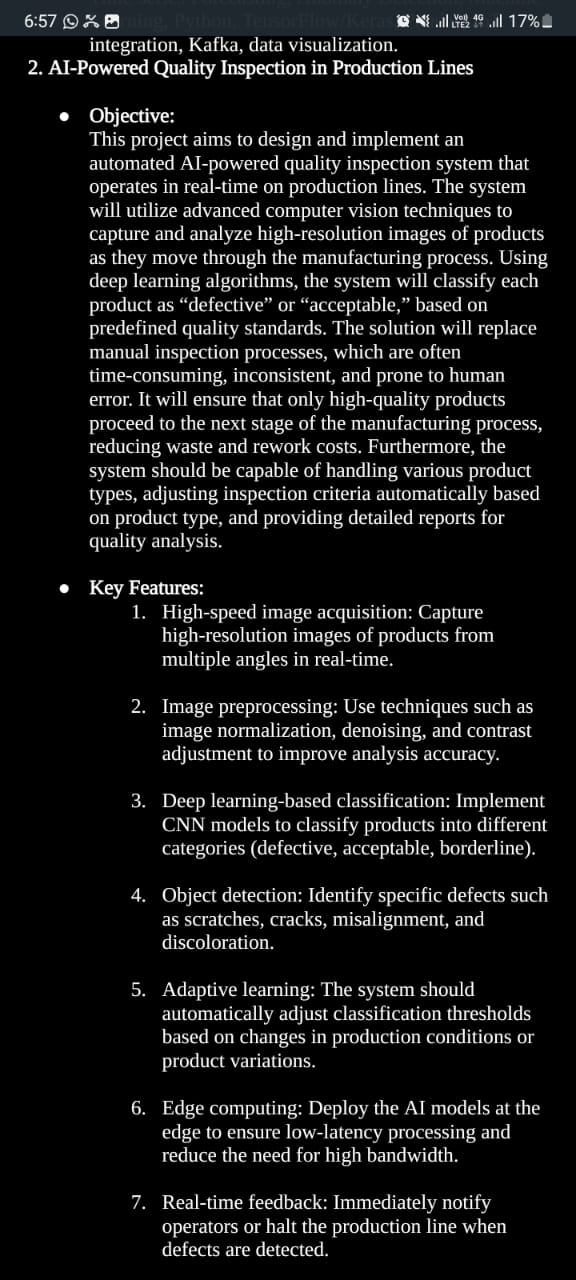 6:57 17%
ning, Python, TensorFlow/Keras
integration, Kafka, data visualization.
2. AI-Powered Quality Inspection in Production Lines
● Objective:
This project aims to design and implement an
automated AI-powered quality inspection system that
operates in real-time on production lines. The system
will utilize advanced computer vision techniques to
capture and analyze high-resolution images of products
as they move through the manufacturing process. Using
deep learning algorithms, the system will classify each
product as “defective” or “acceptable,” based on
predefined quality standards. The solution will replace
manual inspection processes, which are often
time-consuming, inconsistent, and prone to human
error. It will ensure that only high-quality products
proceed to the next stage of the manufacturing process,
reducing waste and rework costs. Furthermore, the
system should be capable of handling various product
types, adjusting inspection criteria automatically based
on product type, and providing detailed reports for
quality analysis.
● Key Features:
1. High-speed image acquisition: Capture
high-resolution images of products from
multiple angles in real-time.
2. Image preprocessing: Use techniques such as
image normalization, denoising, and contrast
adjustment to improve analysis accuracy.
3. Deep learning-based classification: Implement
CNN models to classify products into different
categories (defective, acceptable, borderline).
4. Object detection: Identify specific defects such
as scratches, cracks, misalignment, and
discoloration.
5. Adaptive learning: The system should
automatically adjust classification thresholds
based on changes in production conditions or
product variations.
6. Edge computing: Deploy the AI models at the
edge to ensure low-latency processing and
reduce the need for high bandwidth.
7. Real-time feedback: Immediately notify
operators or halt the production line when
defects are detected.